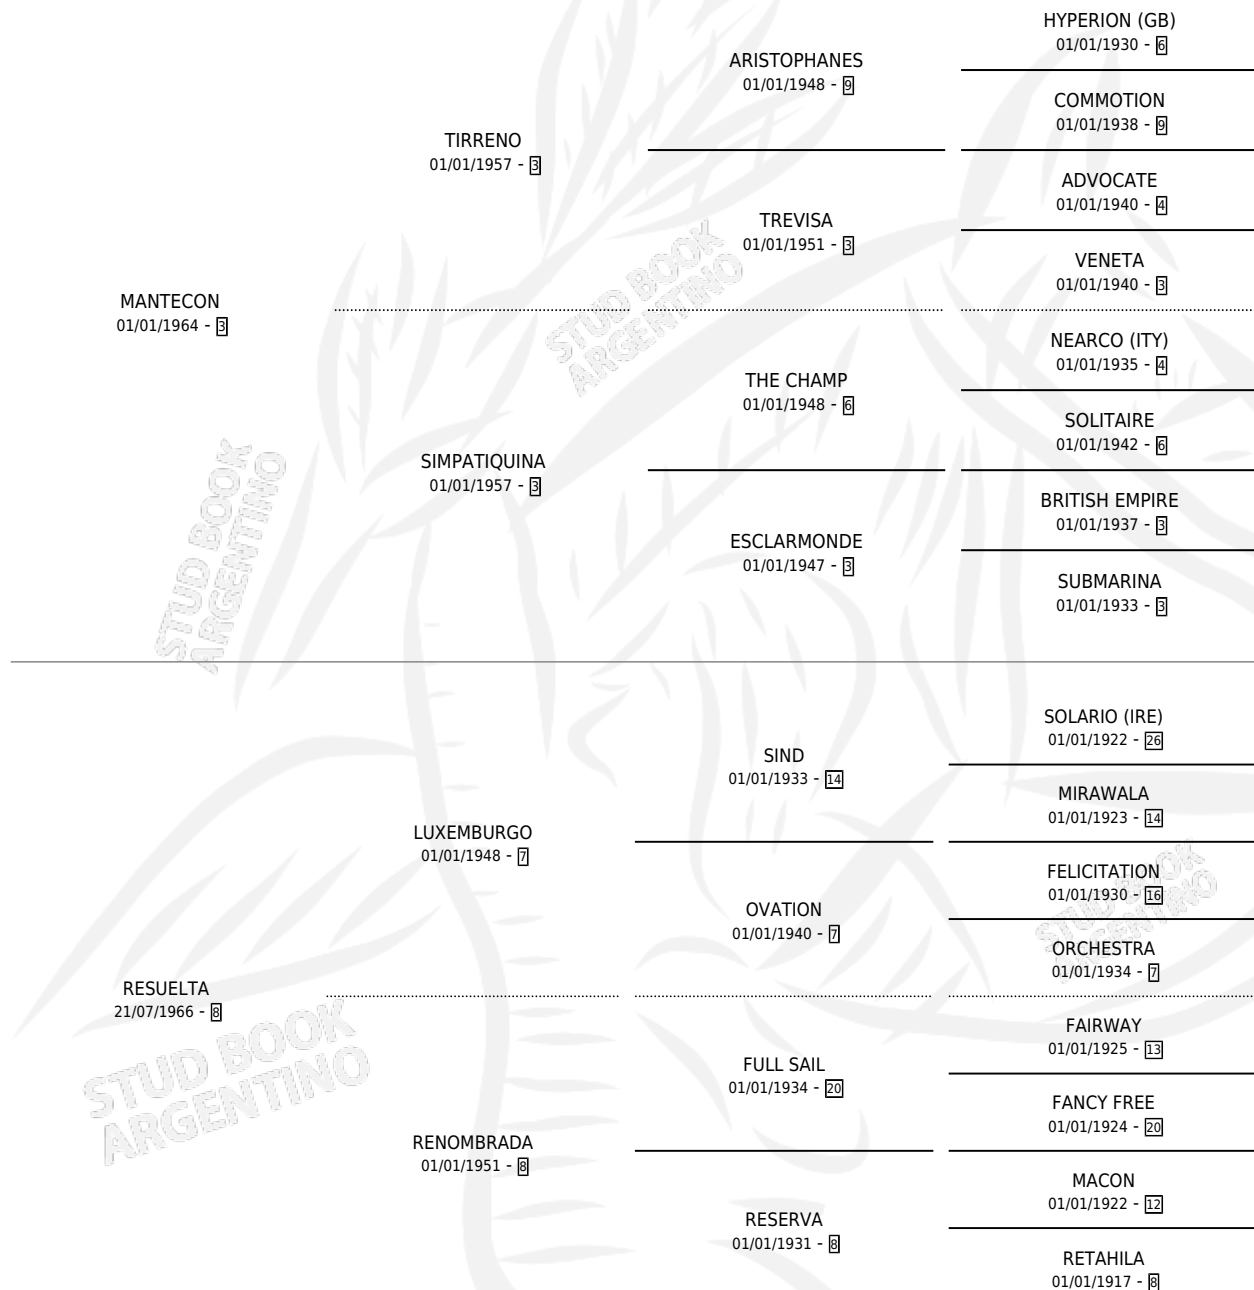 HYPERION (GB)
01/01/1930 - 6
ARISTOPHANES
01/01/1948 - 9
COMMOTION
01/01/1938 - 9
TIRRENO
01/01/1957 - 3
ADVOCATE
01/01/1940 - 4
TREVISA
01/01/1951 - 3
VENETA
01/01/1940 - 3
MANTECON
01/01/1964 - 3
NEARCO (ITY)
01/01/1935 - 4
THE CHAMP
01/01/1948 - 6
SOLITAIRE
01/01/1942 - 6
SIMPATIQUINA
01/01/1957 - 3
BRITISH EMPIRE
01/01/1937 - 3
ESCLARMONDE
01/01/1947 - 3
SUBMARINA
01/01/1933 - 3
STUD BOOK
ARGENTINO
STUD BOOK
ARGENTINO
SOLARIO (IRE)
01/01/1922 - 26
SIND
01/01/1933 - 14
MIRAWALA
01/01/1923 - 14
LUXEMBURGO
01/01/1948 - 7
FELICITATION
01/01/1930 - 16
OVATION
01/01/1940 - 7
ORCHESTRA
01/01/1934 - 7
STUD BOOK
ARGENTINO
RESUELTA
21/07/1966 - 8
FAIRWAY
01/01/1925 - 13
FULL SAIL
01/01/1934 - 20
FANCY FREE
01/01/1924 - 20
STUD BOOK
ARGENTINO
RENOMBRADA
01/01/1951 - 8
MACON
01/01/1922 - 12
RESERVA
01/01/1931 - 8
RETAHILA
01/01/1917 - 8